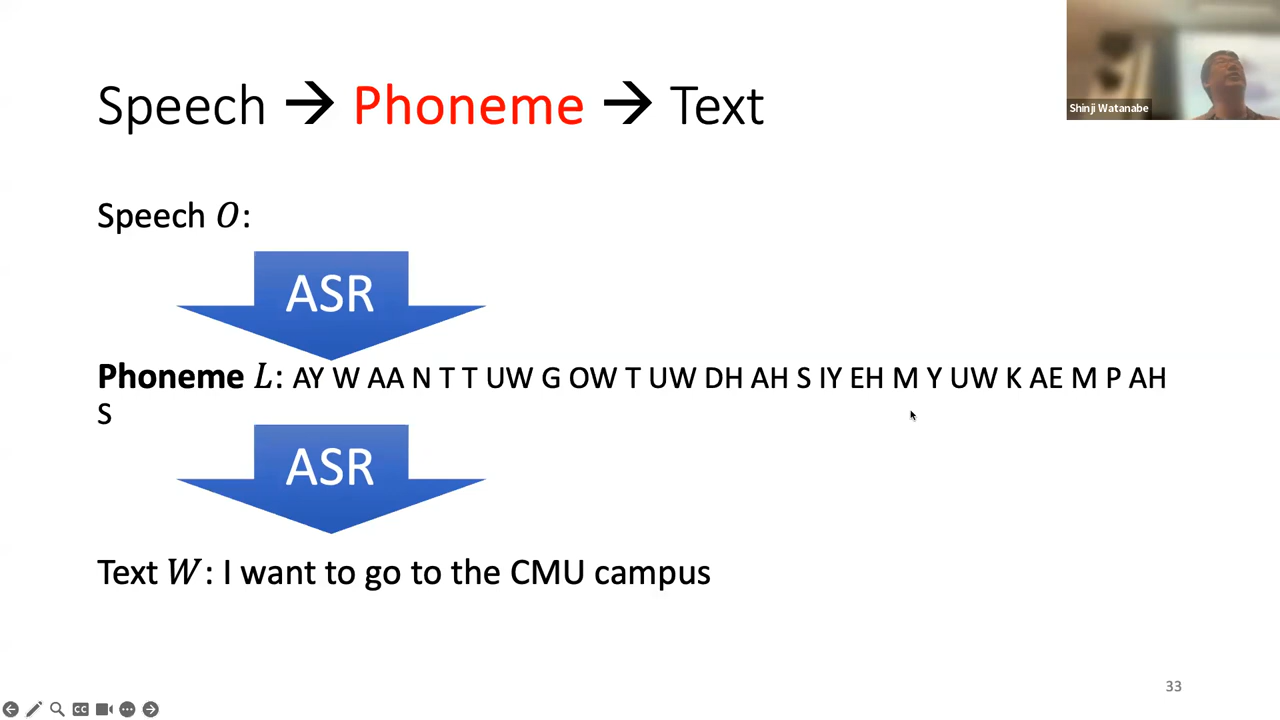 Speech → Phoneme → Text
Shinji Watanabe
Speech O:
ASR
Phoneme L: AY W AA N T T UW G OW T UW DH AH S IY EH M Y UW K AE M P AH
S
ASR
Text W: I want to go to the CMU campus
33
CC